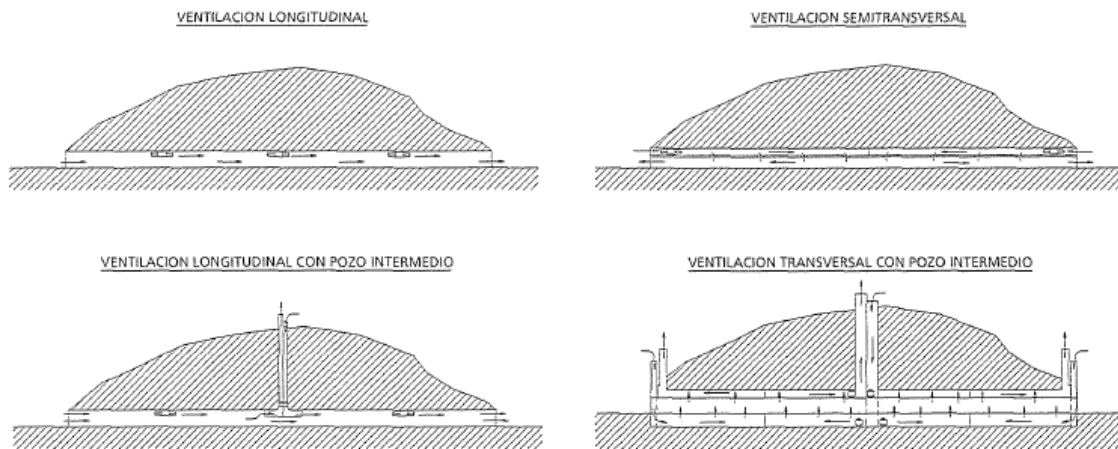 VENTILACION LONGITUDINAL
VENTILACION SEMITRANSVERSAL
VENTILACION LONGITUDINAL CON POZO INTERMEDIO
VENTILACION TRANSVERSAL CON POZO INTERMEDIO